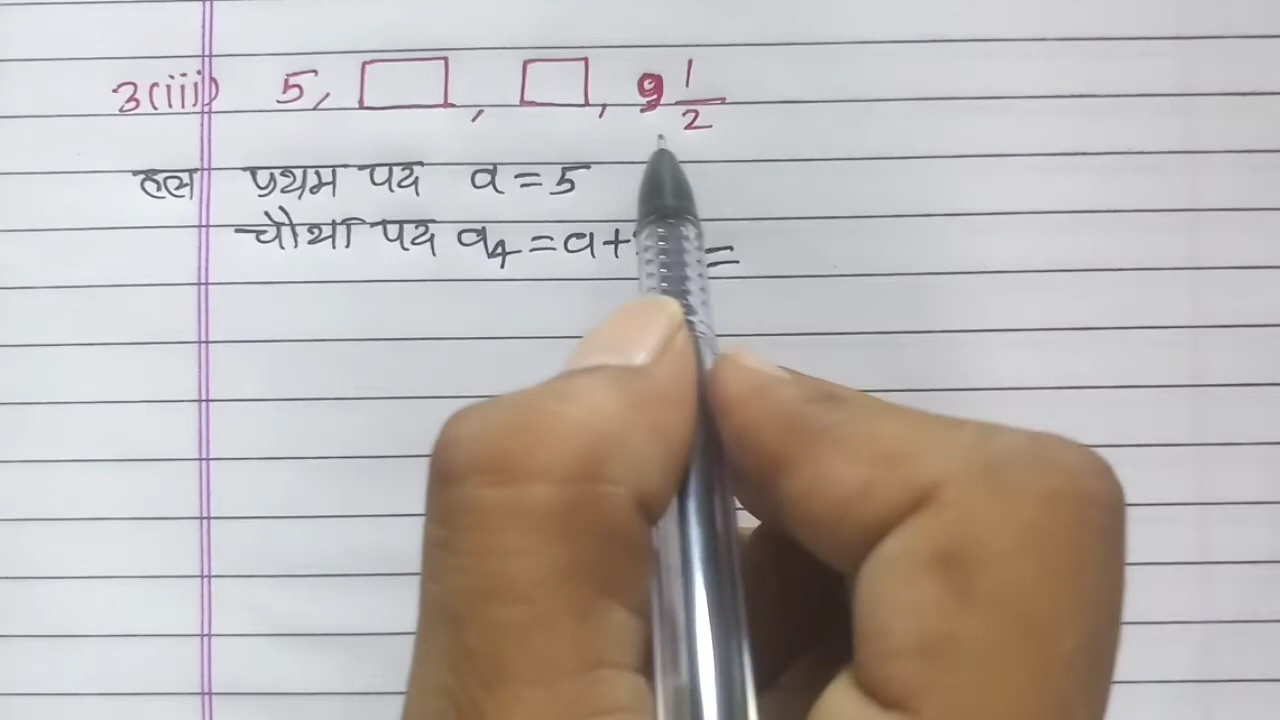 3(iii) 5, □, □, 9 1/2
हल प्रथम पद a = 5
चौथा पद a4 = a + =